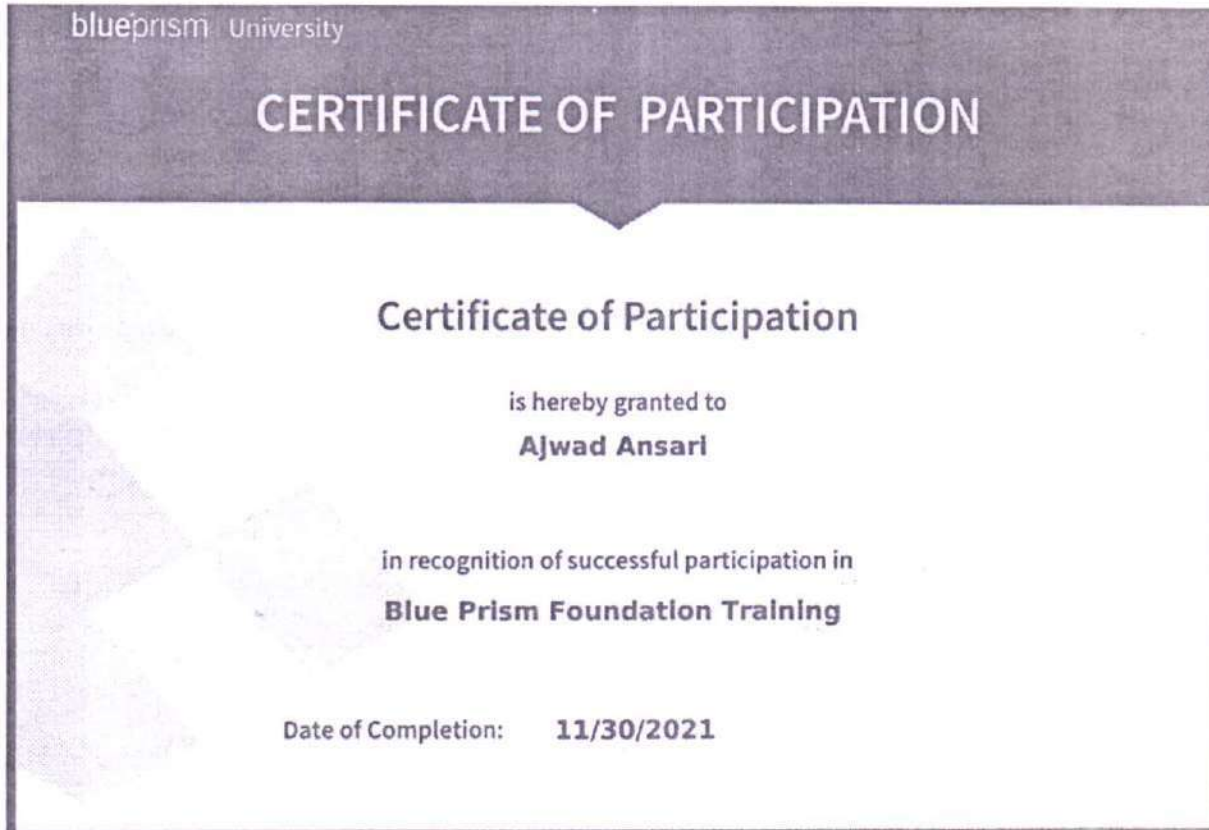 blueprism University
CERTIFICATE OF PARTICIPATION
Certificate of Participation
is hereby granted to
Ajwad Ansari
in recognition of successful participation in
Blue Prism Foundation Training
Date of Completion: 11/30/2021